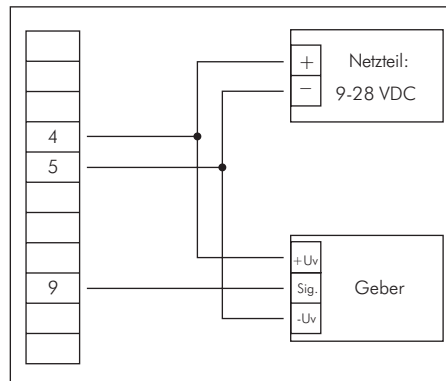 4
5
9
+
−
Netzteil:
9-28 VDC
+Uv
Sig.
-Uv
Geber